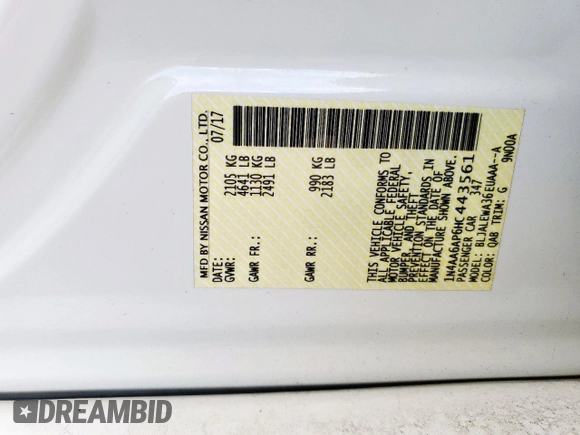 MFD BY NISSAN MOTOR CO., LTD.
DATE: 07/17
GVWR: 2105 KG
4641 LB
GAWR FR.: 1130 KG
2491 LB
GAWR RR.: 990 KG
2183 LB
THIS VEHICLE CONFORMS TO
ALL APPLICABLE FEDERAL
MOTOR VEHICLE SAFETY,
BUMPER, AND THEFT
PREVENTION STANDARDS IN
EFFECT ON THE DATE OF
MANUFACTURE SHOWN ABOVE.
1N4AA6AP6HC443561
PASSENGER CAR 347
MODEL: BLJALEWA36EUAAA--A
COLOR: QAB TRIM: G 9N00A
DREAMBID